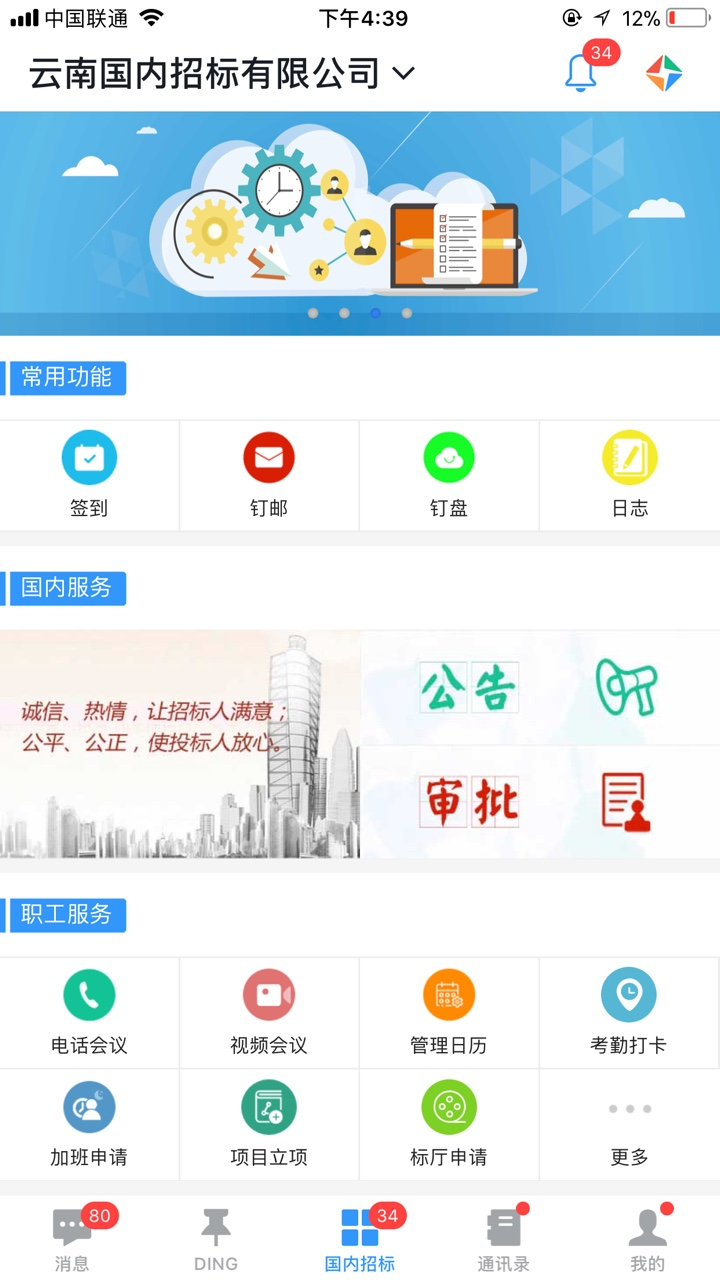 中国联通
下午4:39
12%
云南国内招标有限公司
34
常用功能
签到
钉邮
钉盘
日志
国内服务
诚信、热情，让招标人满意；
公平、公正，使投标人放心。
公告
审批
职工服务
电话会议
视频会议
管理日历
考勤打卡
加班申请
项目立项
标厅申请
更多
80
34
消息
DING
国内招标
通讯录
我的